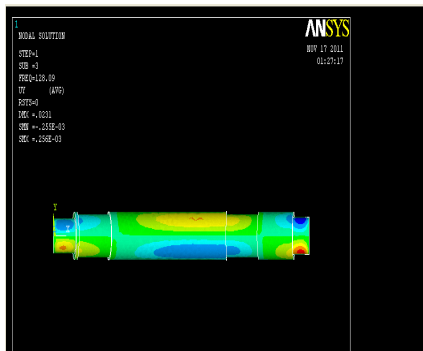 1
NODAL SOLUTION
STEP=1
SUB =3
FREQ=128.09
UY (AVG)
RSYS=0
DMX =.0231
SMN =-.255E-03
SMX =.256E-03
ANSYS
NOV 17 2011
01:27:17
Y